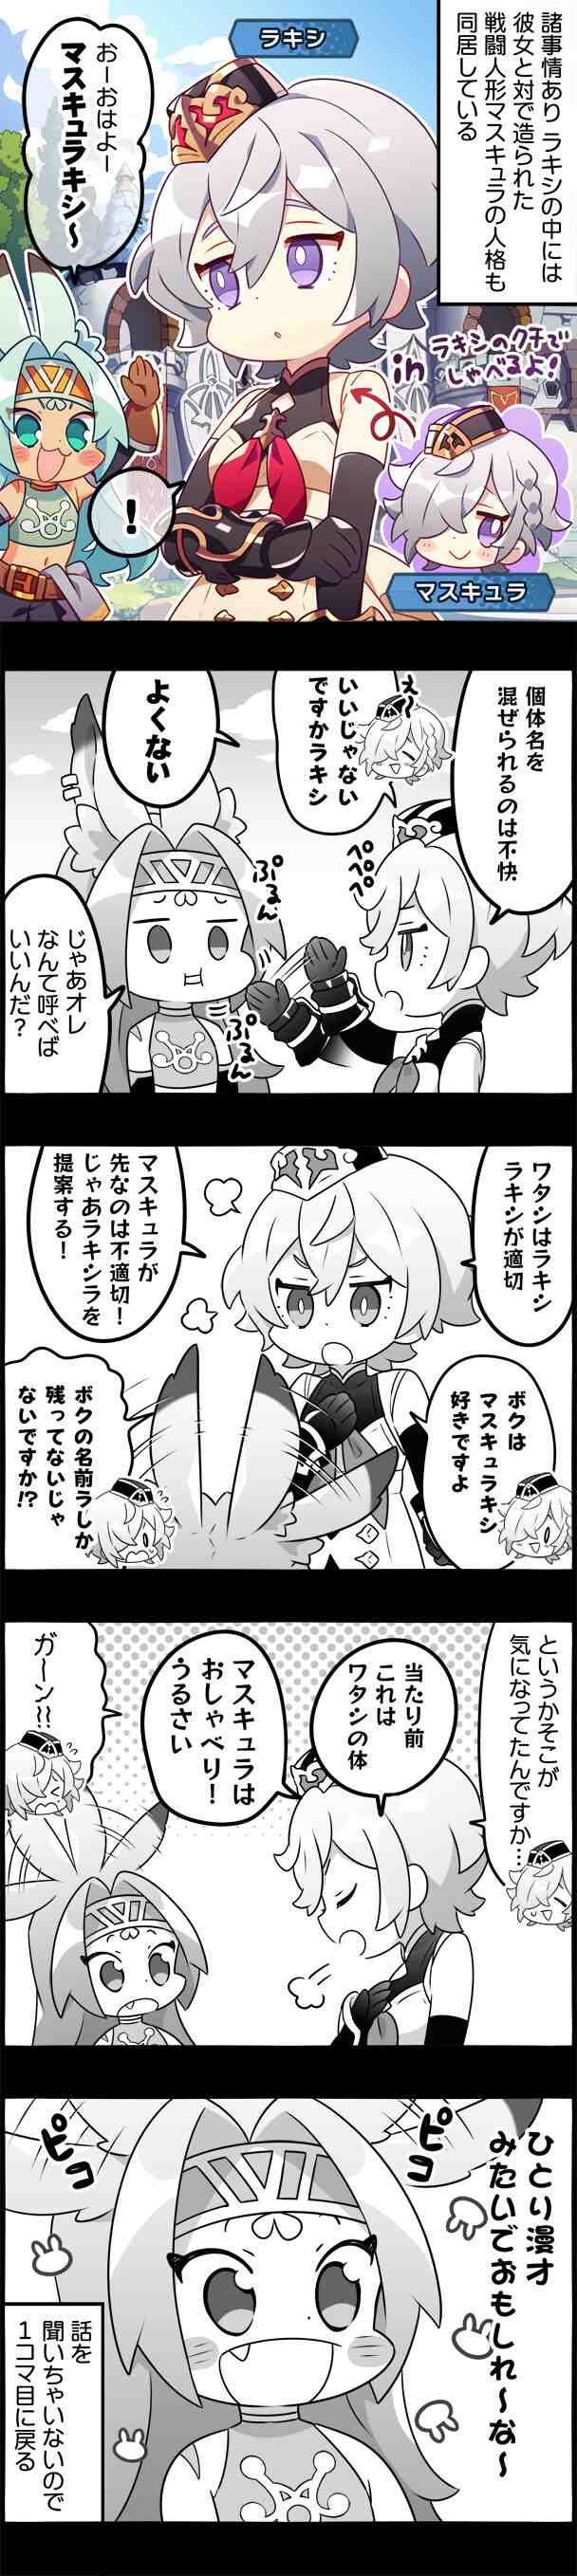 諸事情あり ラキシの中には
彼女と対で造られた
戦闘人形マスキュラの人格も
同居している
ラキシ
おーおはよー
マスキュラキシ～
!
ラキシのクチで
しゃべるよ!
in
マスキュラ
個体名を
混ぜられるのは不快
え～
いいじゃない
ですかラキシ
よくない
ペペペ
ぷるん
ぷるん
じゃあオレ
なんて呼べば
いいんだ?
ワタシはラキシ
ラキシが適切
ボクは
マスキュラキシ
好きですよ
マスキュラが
先なのは不適切!
じゃあラキシラを
提案する!
ボクの名前ラしか
残ってないじゃ
ないですか!?
というかそこが
気になってたんですか…
当たり前
これは
ワタシの体
マスキュラは
おしゃべり!
うるさい
ガーン
ひとり漫才
みたいでおもしれ～な～
ピコ
ピコ
話を
聞いちゃいないので
1コマ目に戻る